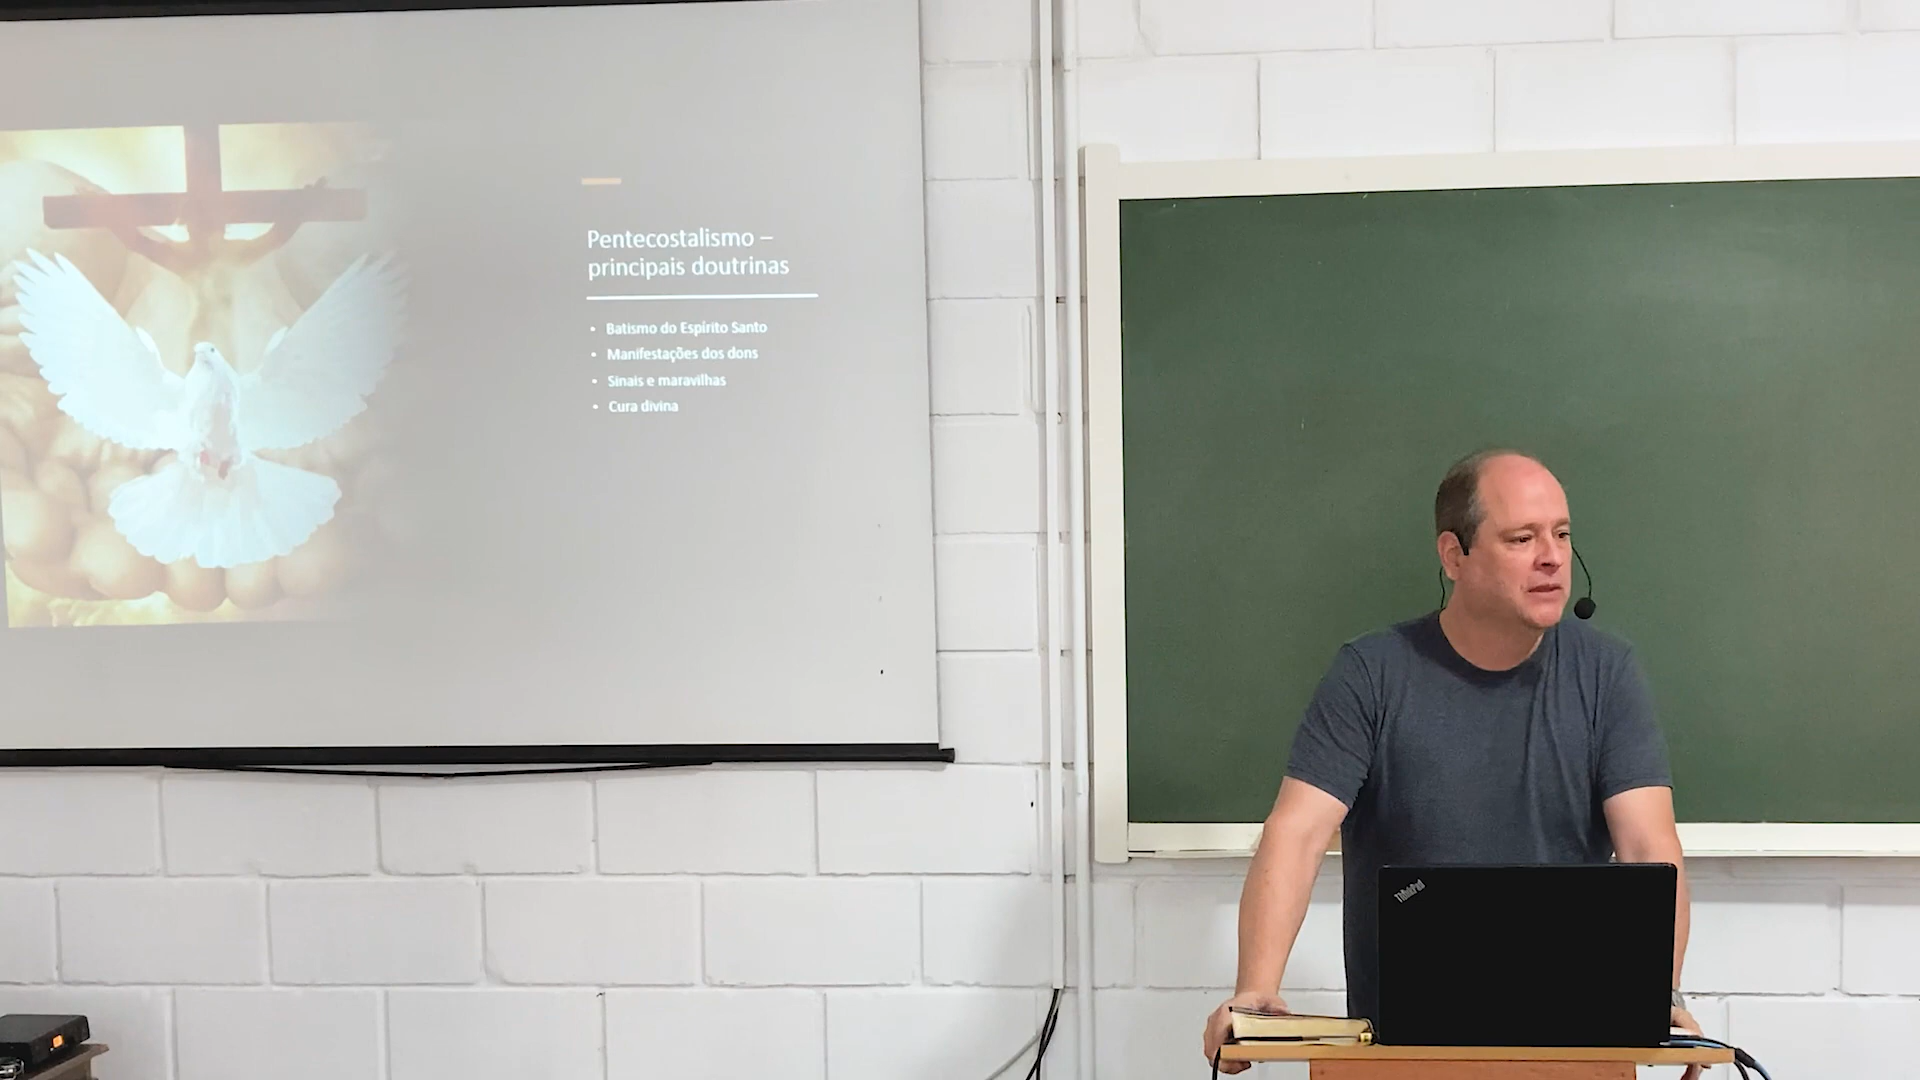 Pentecostalismo –
principais doutrinas
• Batismo do Espírito Santo
• Manifestações dos dons
• Sinais e maravilhas
• Cura divina
ThinkPad